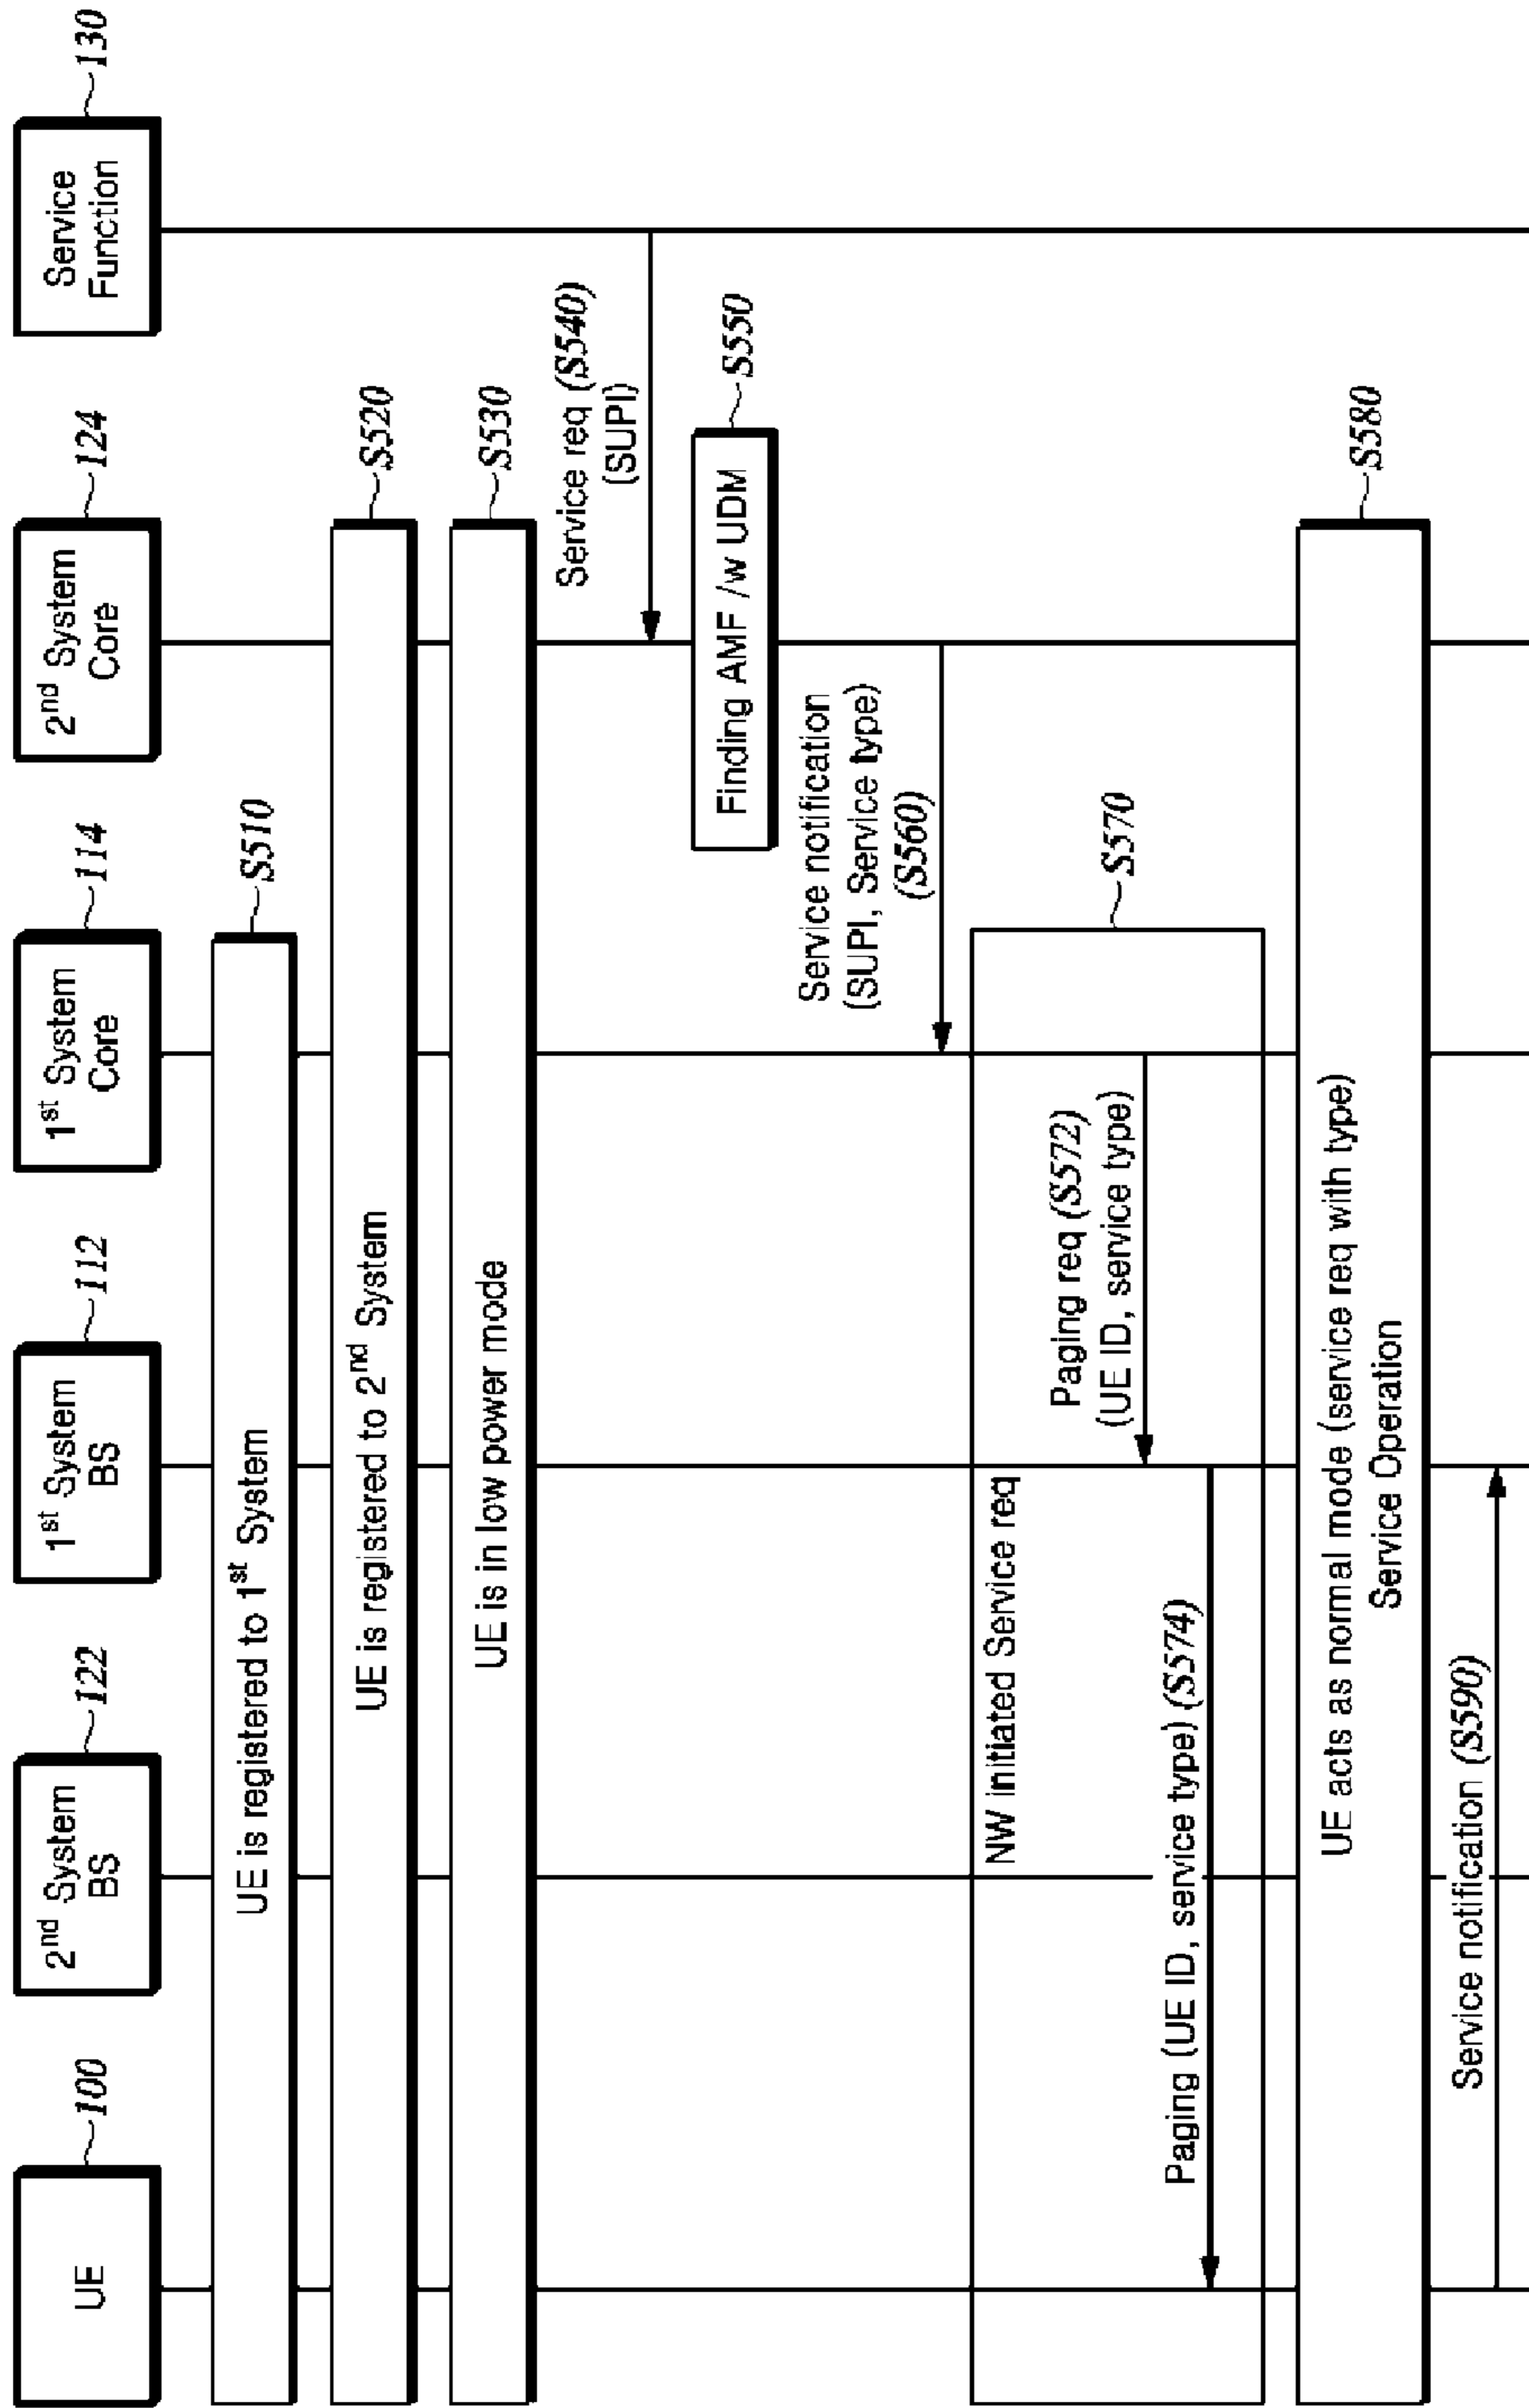 UE
100
2nd System
BS
122
1st System
BS
112
1st System
Core
114
2nd System
Core
124
Service
Function
130
UE is registered to 1st System
S510
UE is registered to 2nd System
S520
UE is in low power mode
S530
Service req (S540)
(SUPI)
Finding AMF /w UDM
S550
Service notification
(SUPI, Service type)
(S560)
NW initiated Service req
S570
Paging req (S572)
(UE ID, service type)
Paging (UE ID, service type) (S574)
UE acts as normal mode (service req with type)
Service Operation
S580
Service notification (S590)